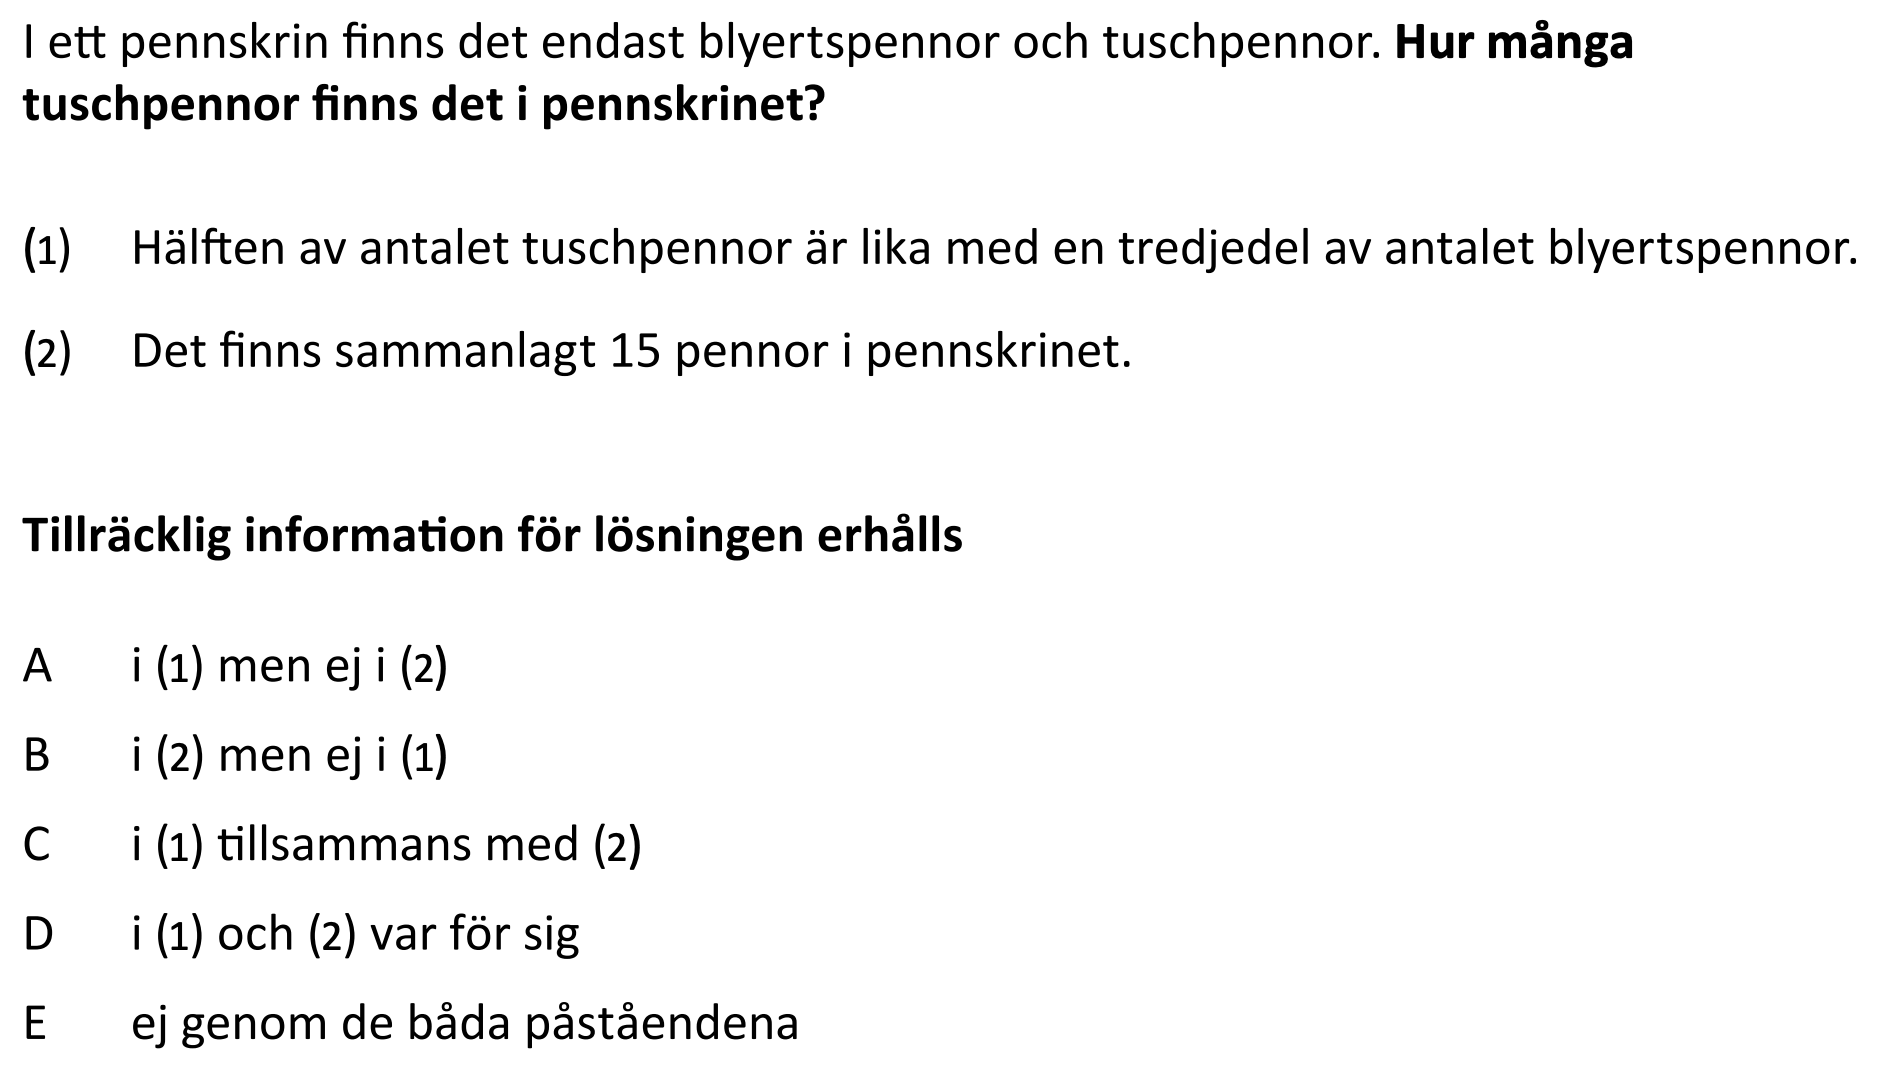 I ett pennskrin finns det endast blyertspennor och tuschpennor. Hur många
tuschpennor finns det i pennskrinet?
(1) Hälften av antalet tuschpennor är lika med en tredjedel av antalet blyertspennor.
(2) Det finns sammanlagt 15 pennor i pennskrinet.
Tillräcklig information för lösningen erhålls
A i (1) men ej i (2)
B i (2) men ej i (1)
C i (1) tillsammans med (2)
D i (1) och (2) var för sig
E ej genom de båda påståendena